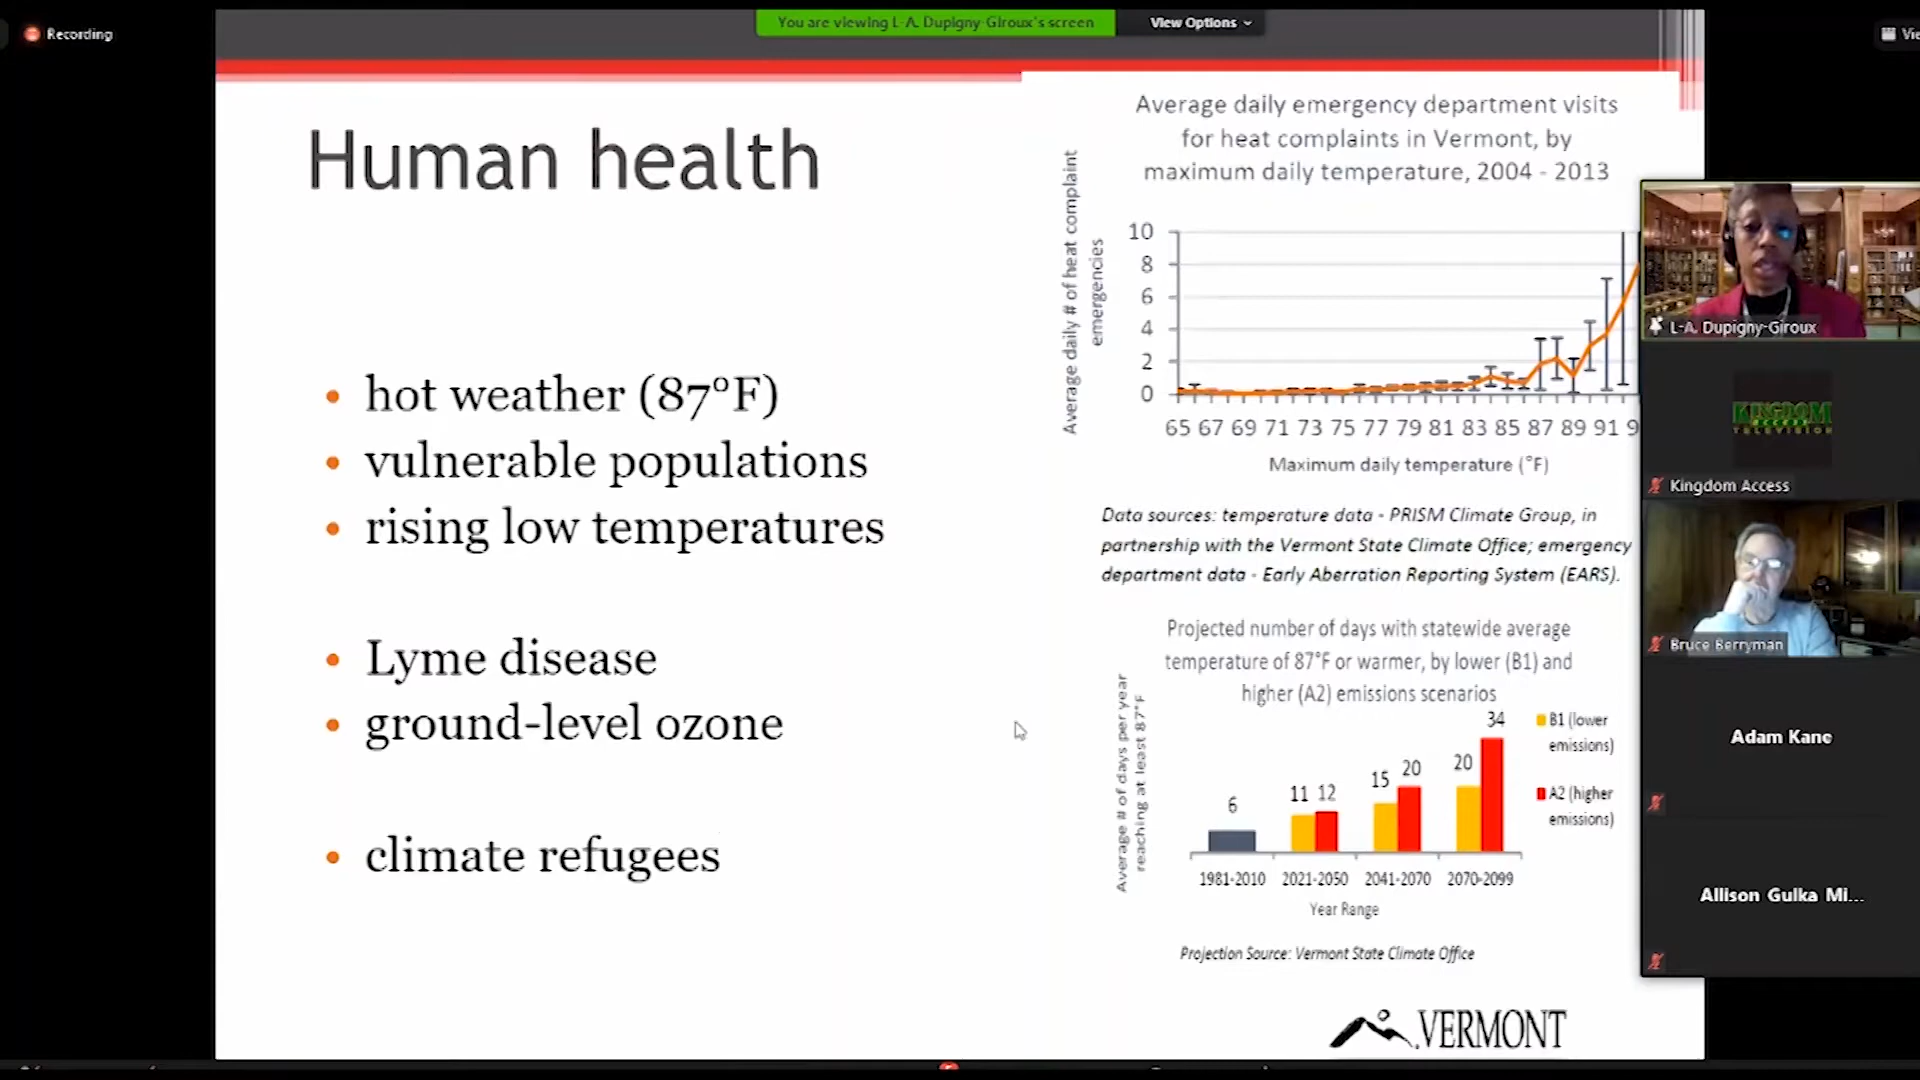 Recording
You are viewing L-A. Dupigny-Giroux's screen
View Options
Vie
Human health
• hot weather (87°F)
• vulnerable populations
• rising low temperatures
• Lyme disease
• ground-level ozone
• climate refugees
Average daily emergency department visits
for heat complaints in Vermont, by
maximum daily temperature, 2004 - 2013
Average daily # of heat complaint
emergencies
10
8
6
4
2
0
65 67 69 71 73 75 77 79 81 83 85 87 89 91 9
Maximum daily temperature (°F)
Data sources: temperature data - PRISM Climate Group, in
partnership with the Vermont State Climate Office; emergency
department data - Early Aberration Reporting System (EARS).
Projected number of days with statewide average
temperature of 87°F or warmer, by lower (B1) and
higher (A2) emissions scenarios
Average # of days per year
reaching at least 87°F
6
11 12
15 20
20 34
B1 (lower
emissions)
A2 (higher
emissions)
1981-2010 2021-2050 2041-2070 2070-2099
Year Range
Projection Source: Vermont State Climate Office
VERMONT
L-A. Dupigny-Giroux
KINGDOM
ACCESS
TELEVISION
Kingdom Access
Bruce Berryman
Adam Kane
Allison Gulka Mi...